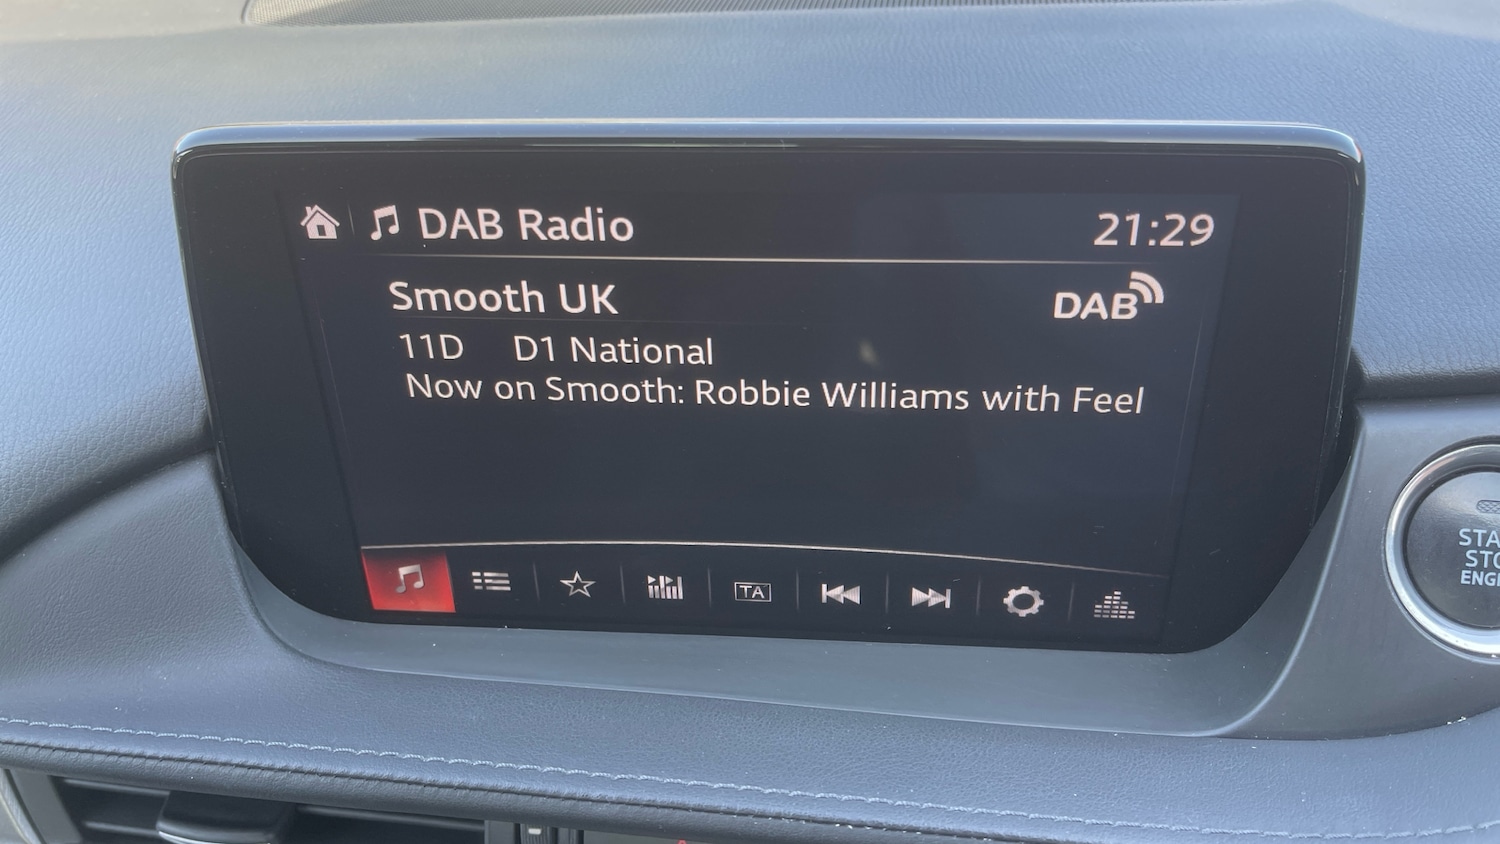 DAB Radio
21:29
Smooth UK
DAB
11D D1 National
Now on Smooth: Robbie Williams with Feel
TA